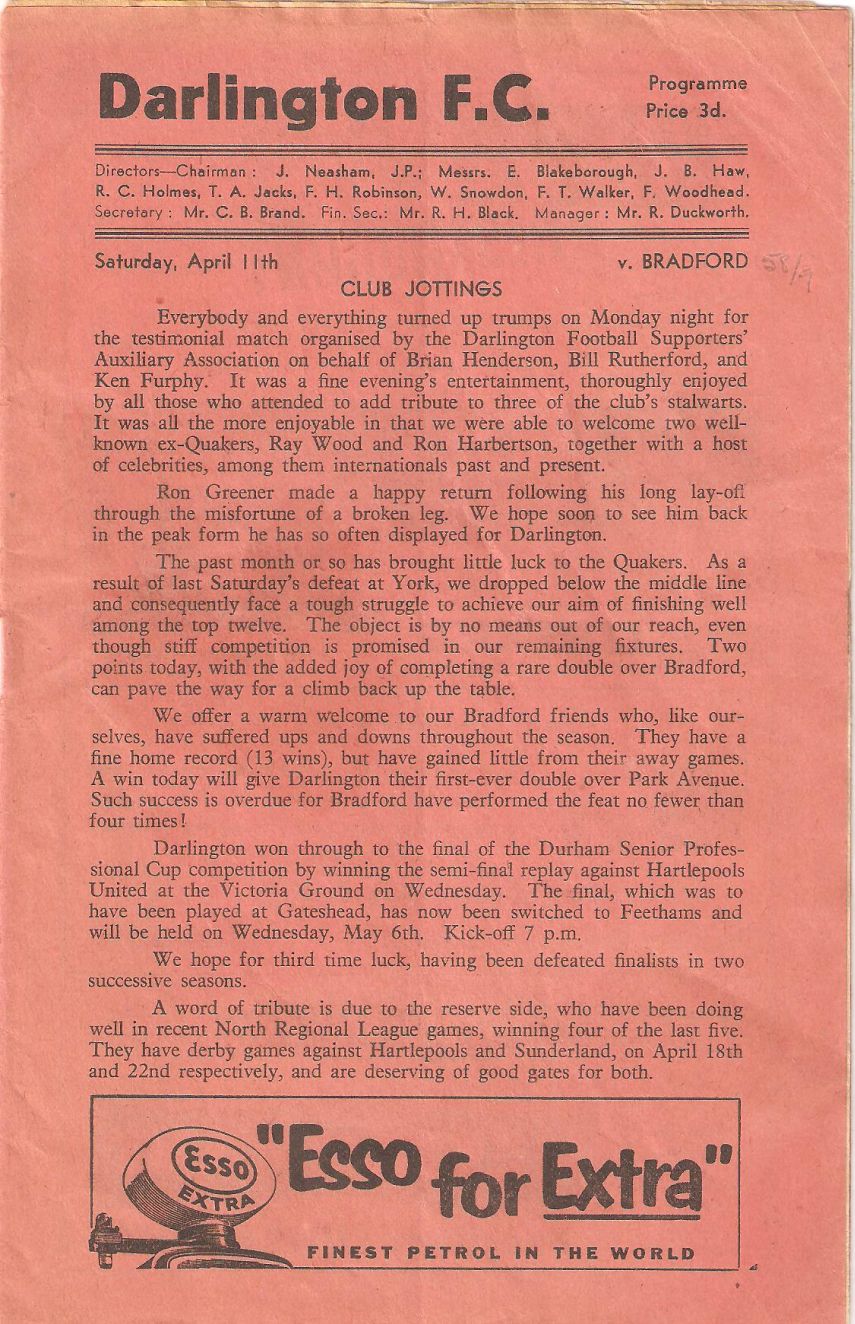 Darlington F.C.
Programme
Price 3d.
Directors—Chairman : J. Neasham, J.P.; Messrs. E. Blakeborough, J. B. Haw,
R. C. Holmes, T. A. Jacks, F. H. Robinson, W. Snowdon, F. T. Walker, F. Woodhead.
Secretary : Mr. C. B. Brand. Fin. Sec.: Mr. R. H. Black. Manager : Mr. R. Duckworth.
Saturday, April 11th v. BRADFORD 58/9
CLUB JOTTINGS
Everybody and everything turned up trumps on Monday night for
the testimonial match organised by the Darlington Football Supporters'
Auxiliary Association on behalf of Brian Henderson, Bill Rutherford, and
Ken Furphy. It was a fine evening's entertainment, thoroughly enjoyed
by all those who attended to add tribute to three of the club's stalwarts.
It was all the more enjoyable in that we were able to welcome two well-
known ex-Quakers, Ray Wood and Ron Harbertson, together with a host
of celebrities, among them internationals past and present.
Ron Greener made a happy return following his long lay-off
through the misfortune of a broken leg. We hope soon to see him back
in the peak form he has so often displayed for Darlington.
The past month or so has brought little luck to the Quakers. As a
result of last Saturday's defeat at York, we dropped below the middle line
and consequently face a tough struggle to achieve our aim of finishing well
among the top twelve. The object is by no means out of our reach, even
though stiff competition is promised in our remaining fixtures. Two
points today, with the added joy of completing a rare double over Bradford,
can pave the way for a climb back up the table.
We offer a warm welcome to our Bradford friends who, like our-
selves, have suffered ups and downs throughout the season. They have a
fine home record (13 wins), but have gained little from their away games.
A win today will give Darlington their first-ever double over Park Avenue.
Such success is overdue for Bradford have performed the feat no fewer than
four times!
Darlington won through to the final of the Durham Senior Profes-
sional Cup competition by winning the semi-final replay against Hartlepools
United at the Victoria Ground on Wednesday. The final, which was to
have been played at Gateshead, has now been switched to Feethams and
will be held on Wednesday, May 6th. Kick-off 7 p.m.
We hope for third time luck, having been defeated finalists in two
successive seasons.
A word of tribute is due to the reserve side, who have been doing
well in recent North Regional League games, winning four of the last five.
They have derby games against Hartlepools and Sunderland, on April 18th
and 22nd respectively, and are deserving of good gates for both.
Esso
EXTRA
"Esso for Extra"
FINEST PETROL IN THE WORLD